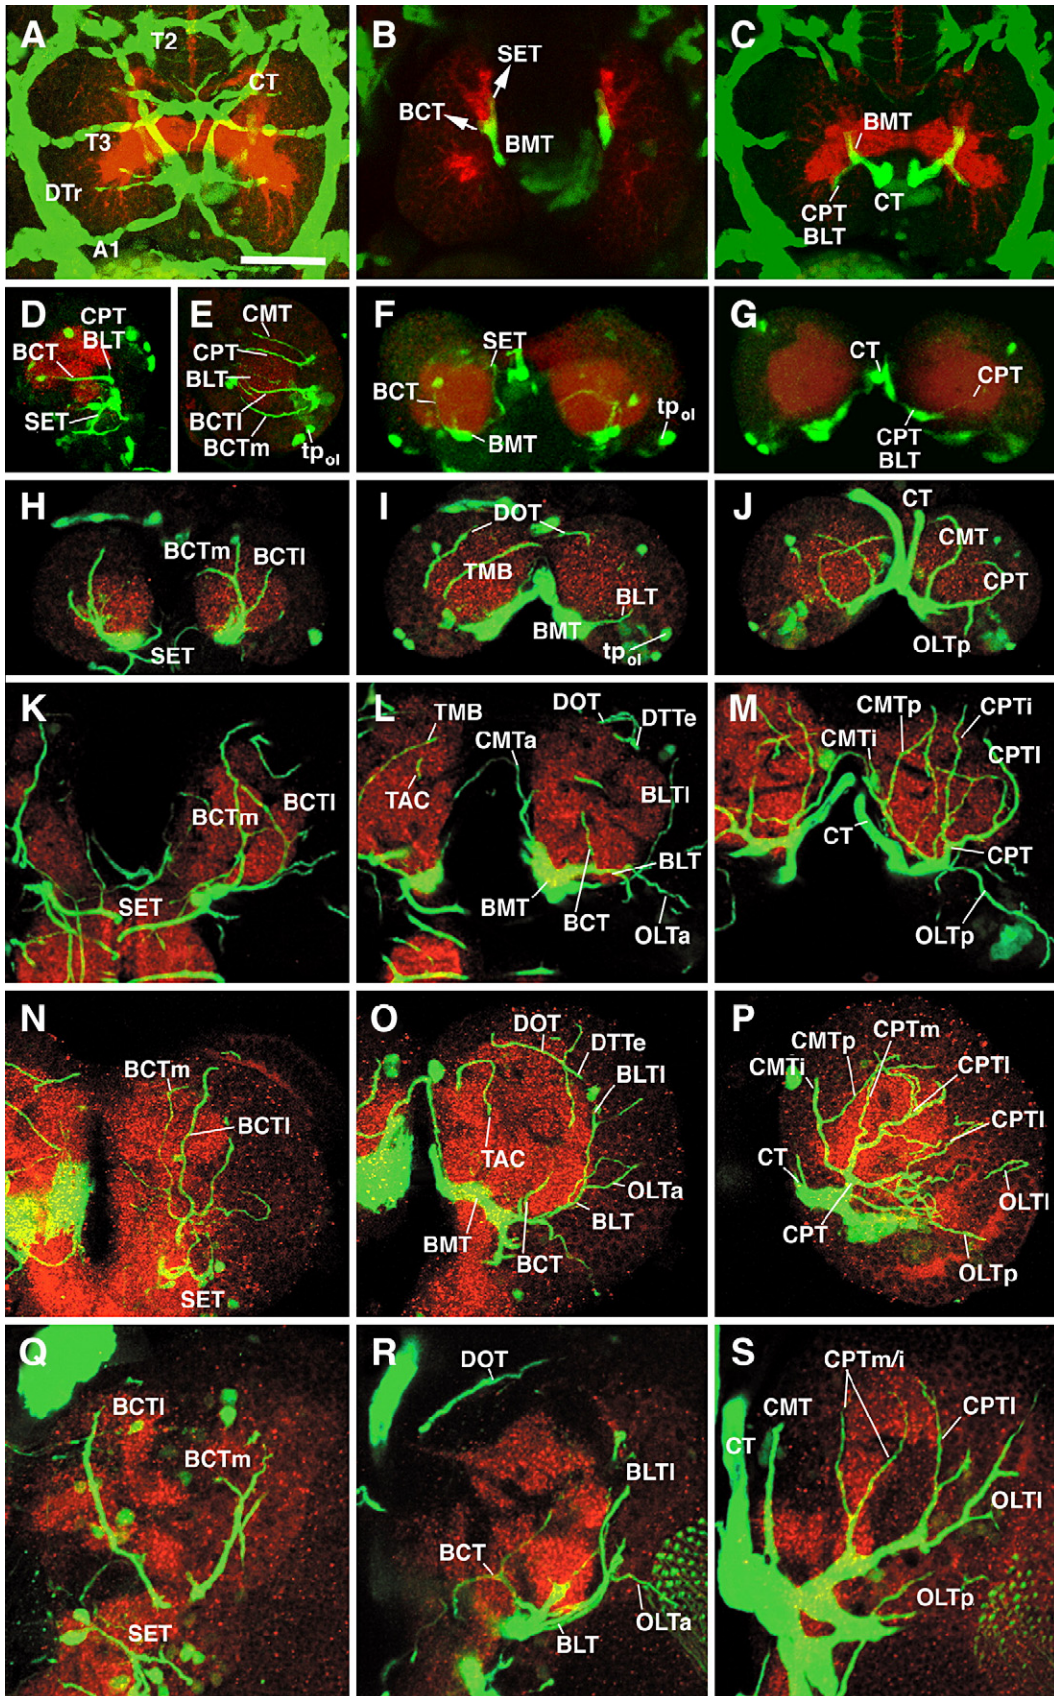 A
T2
CT
T3
DTr
A1
B
SET
BCT
BMT
C
BMT
CT
CPT
BLT
D
CPT
BLT
BCT
SET
E
CMT
CPT
BLT
BCTl
BCTm
tpol
F
SET
BCT
BMT
tpol
G
CT
CPT
CPT
BLT
H
BCTm
BCTl
SET
I
DOT
TMB
BLT
BMT
tpol
J
CT
CMT
CPT
OLTp
K
BCTl
BCTm
SET
L
TMB
CMTa
DOT
DTTe
TAC
BLTl
BLT
BMT
BCT
OLTa
M
CMTp
CPTi
CMTi
CPTl
CT
CPT
OLTp
N
BCTm
BCTl
SET
O
DOT
DTTe
BLTl
TAC
OLTa
BLT
BMT
BCT
P
CPTm
CMTp
CMTi
CPTl
CPTl
CT
OLTl
CPT
OLTp
Q
BCTl
BCTm
SET
R
DOT
BLTl
BCT
OLTa
BLT
S
CPTm/i
CMT
CPTl
CT
OLTl
OLTp